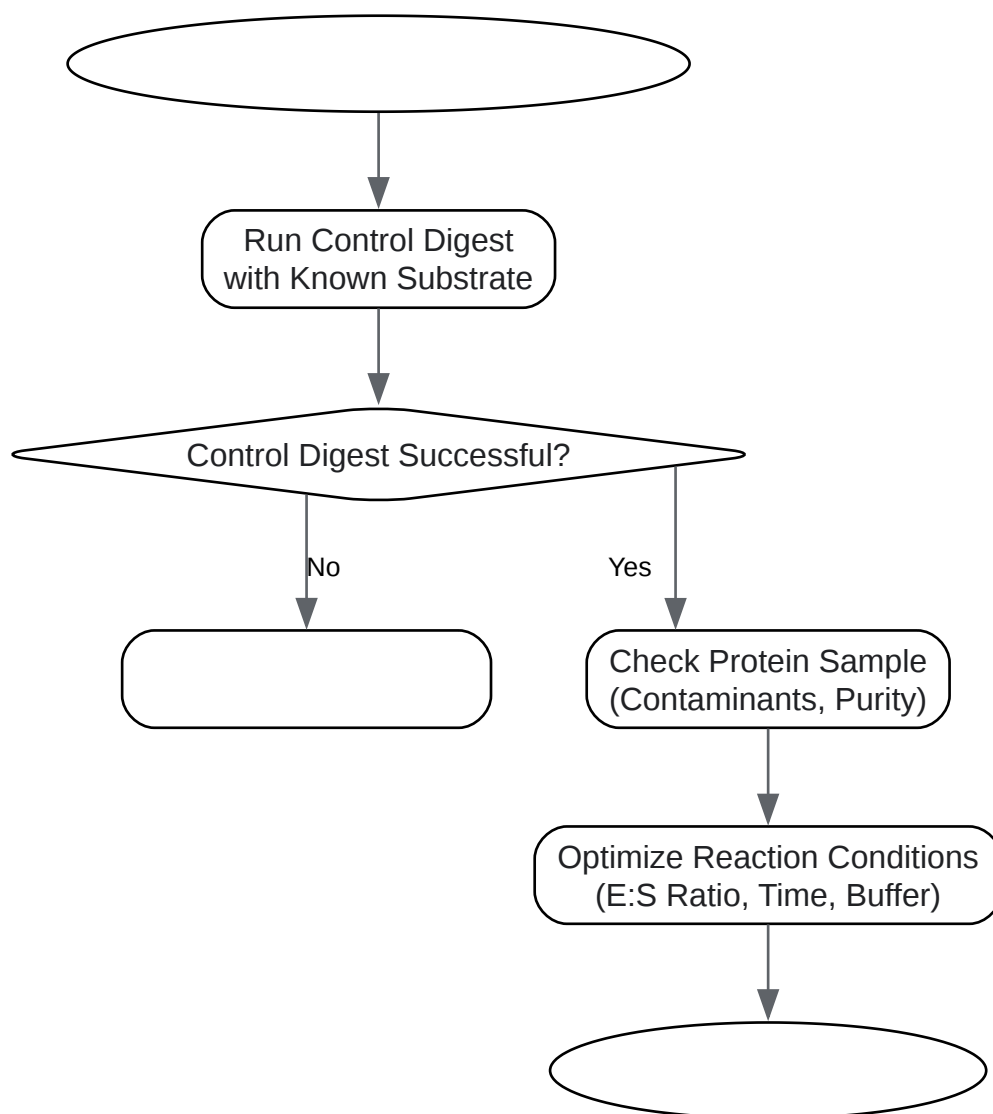 Run Control Digest
with Known Substrate
Control Digest Successful?
No
Yes
Check Protein Sample
(Contaminants, Purity)
Optimize Reaction Conditions
(E:S Ratio, Time, Buffer)